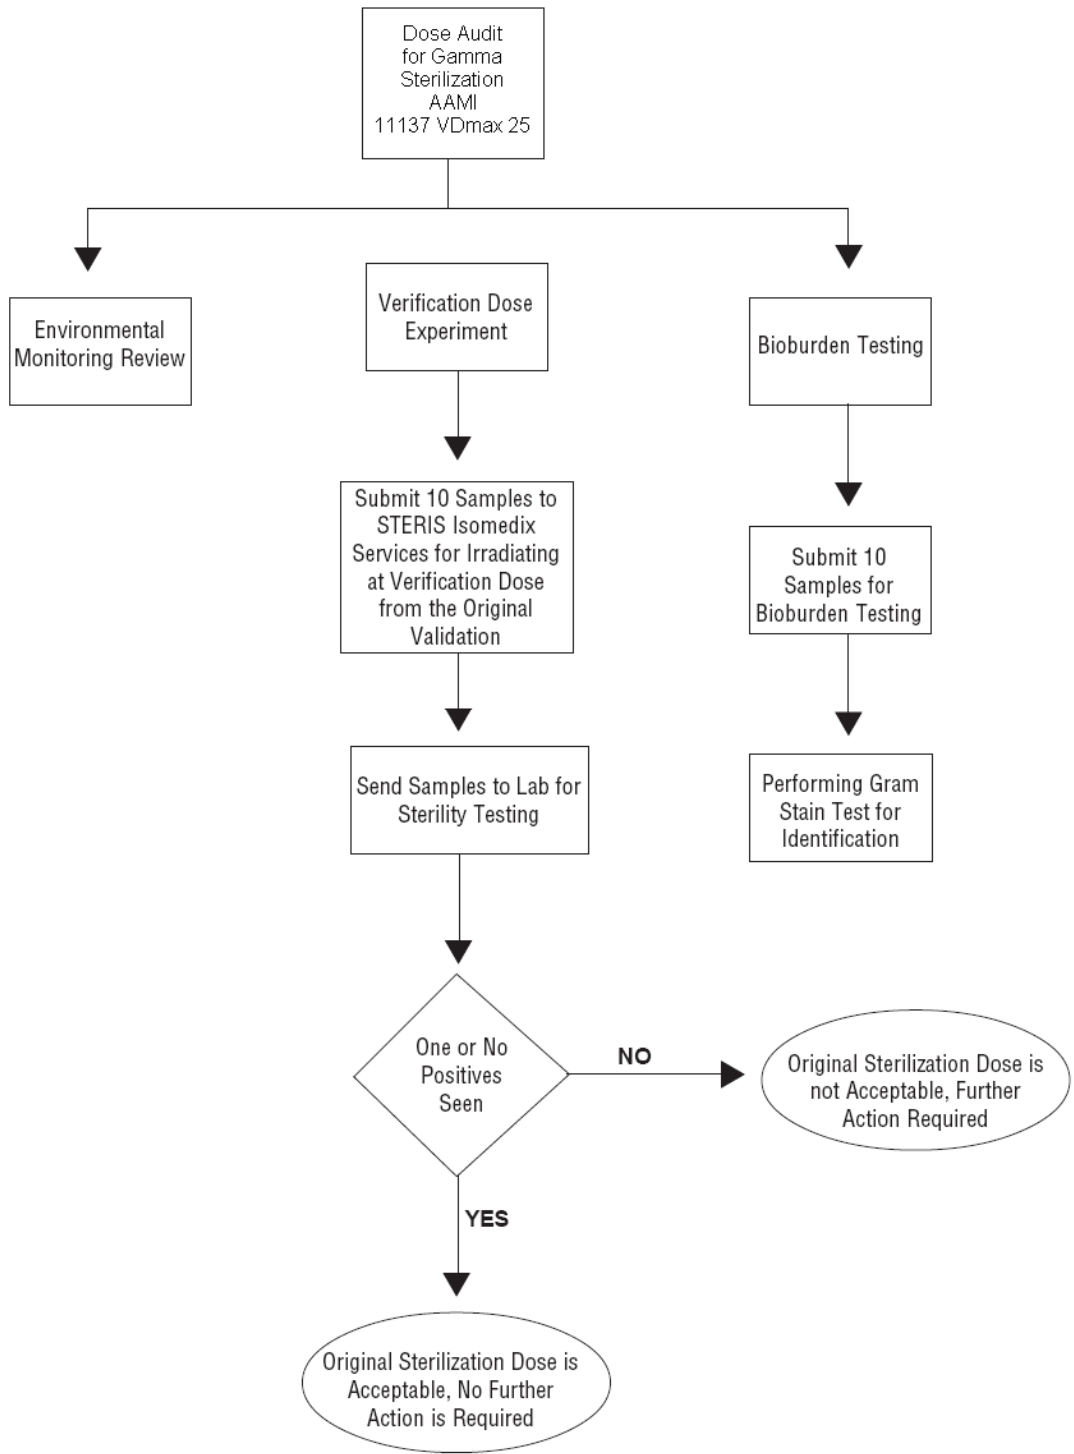 Dose Audit
for Gamma
Sterilization
AAMI
11137 VDmax 25
Environmental
Monitoring Review
Verification Dose
Experiment
Bioburden Testing
Submit 10 Samples to
STERIS Isomedix
Services for Irradiating
at Verification Dose
from the Original
Validation
Submit 10
Samples for
Bioburden Testing
Send Samples to Lab for
Sterility Testing
Performing Gram
Stain Test for
Identification
One or No
Positives
Seen
NO
Original Sterilization Dose is
not Acceptable, Further
Action Required
YES
Original Sterilization Dose is
Acceptable, No Further
Action is Required